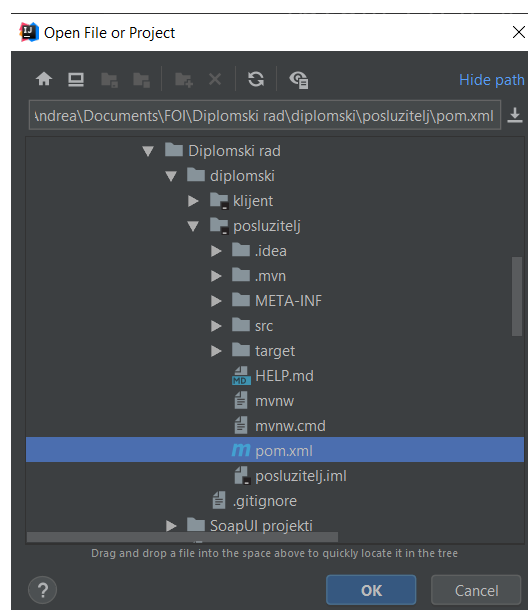 Open File or Project
Hide path
\ndrea\Documents\FOI\Diplomski rad\diplomski\posluzitelj\pom.xml
Diplomski rad
diplomski
klijent
posluzitelj
.idea
.mvn
META-INF
src
target
MD HELP.md
mvnw
mvnw.cmd
m pom.xml
posluzitelj.iml
.gitignore
SoapUI projekti
Drag and drop a file into the space above to quickly locate it in the tree
? OK Cancel